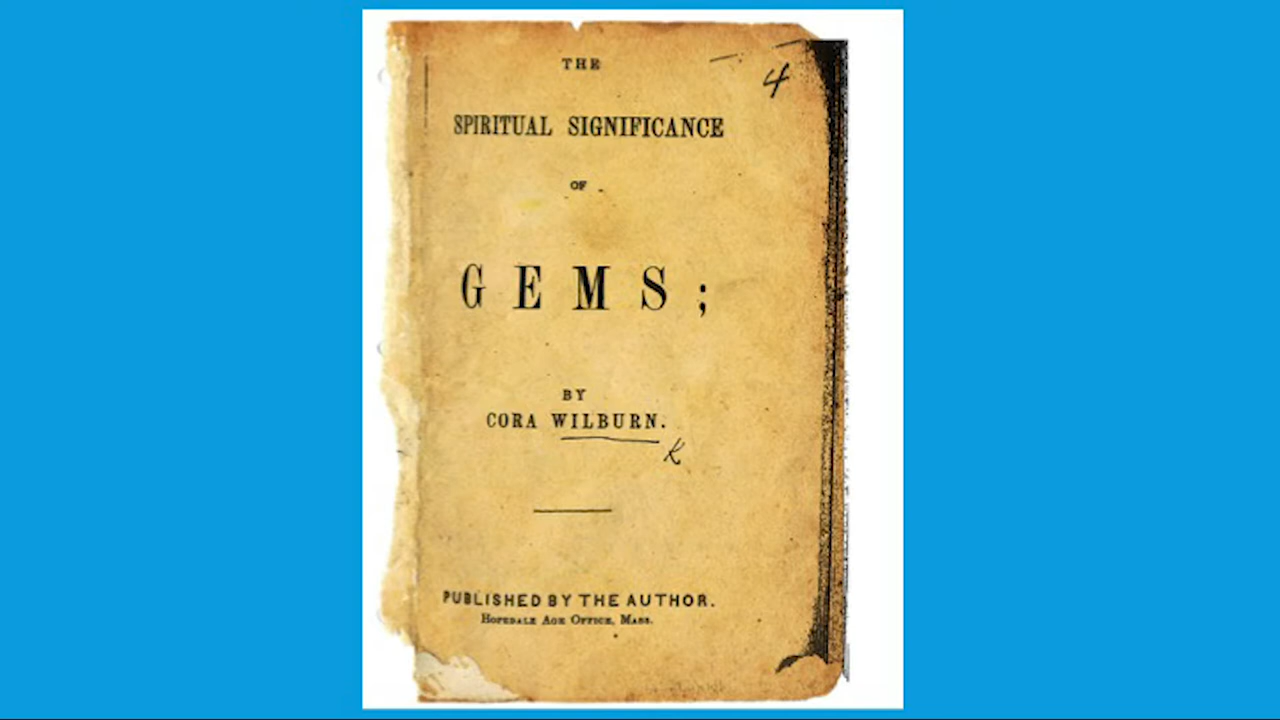 4
THE
SPIRITUAL SIGNIFICANCE
OF
GEMS;
BY
CORA WILBURN.
K
PUBLISHED BY THE AUTHOR.
HOPEDALE AGE OFFICE, MASS.